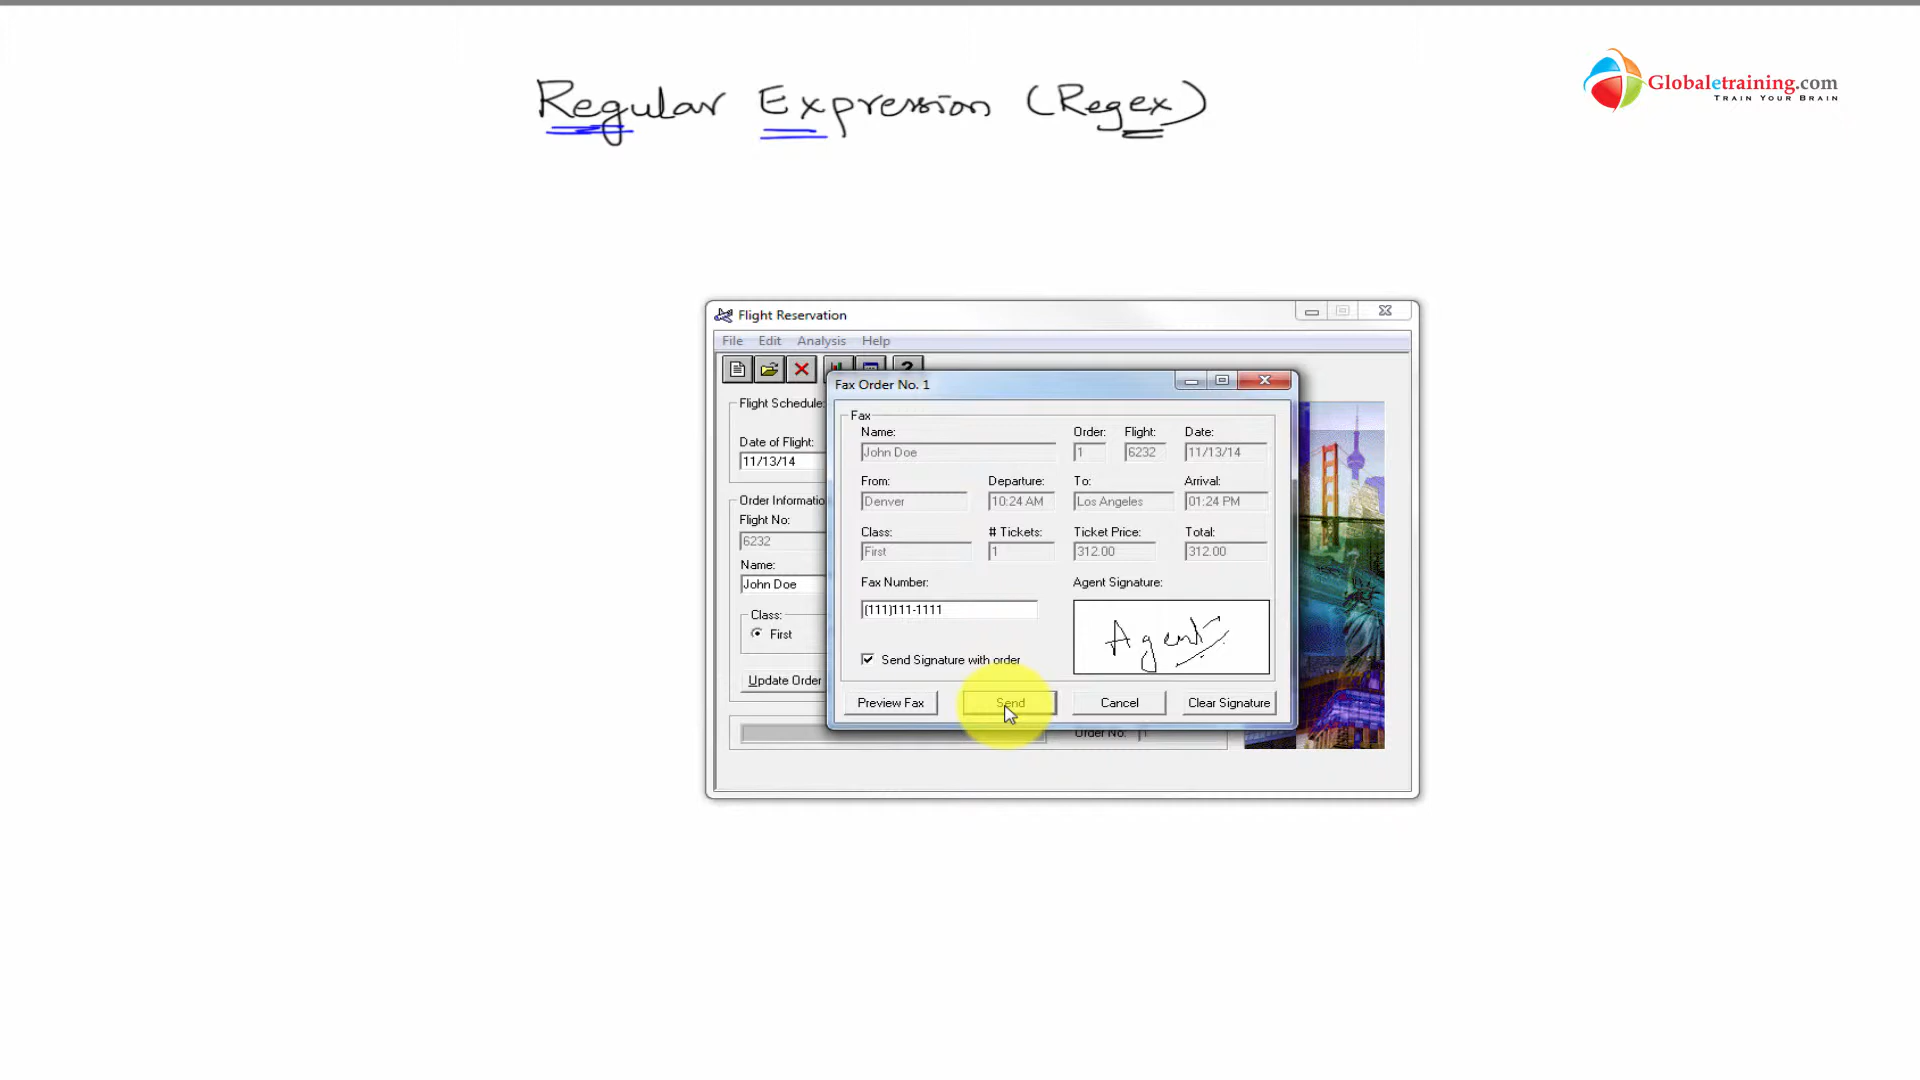 Regular Expression (Regex)
Globaletraining.com
TRAIN YOUR BRAIN
Flight Reservation
File Edit Analysis Help
Fax Order No. 1
Flight Schedule:
Date of Flight:
11/13/14
Order Informatio
Flight No:
6232
Name:
John Doe
Class:
First
Update Order
Fax
Name: Order: Flight: Date:
John Doe 1 6232 11/13/14
From: Departure: To: Arrival:
Denver 10:24 AM Los Angeles 01:24 PM
Class: # Tickets: Ticket Price: Total:
First 1 312.00 312.00
Fax Number: Agent Signature:
(111)111-1111
Agent
Send Signature with order
Preview Fax Send Cancel Clear Signature
Order No: 1